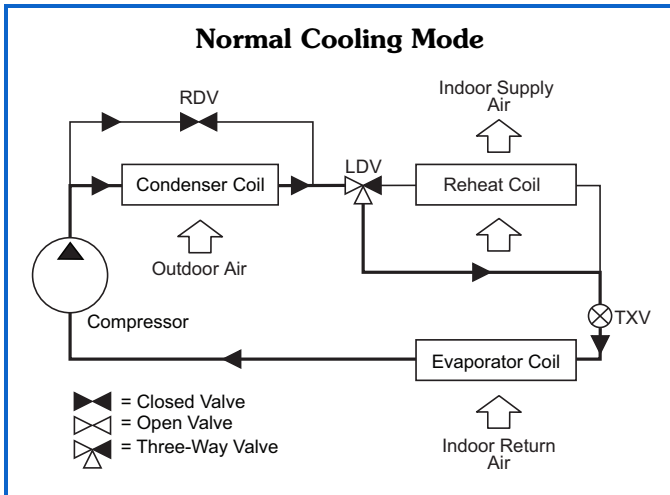 Normal Cooling Mode
RDV
Indoor Supply
Air
LDV
Condenser Coil
Reheat Coil
Outdoor Air
Compressor
TXV
Evaporator Coil
= Closed Valve
= Open Valve
= Three-Way Valve
Indoor Return
Air